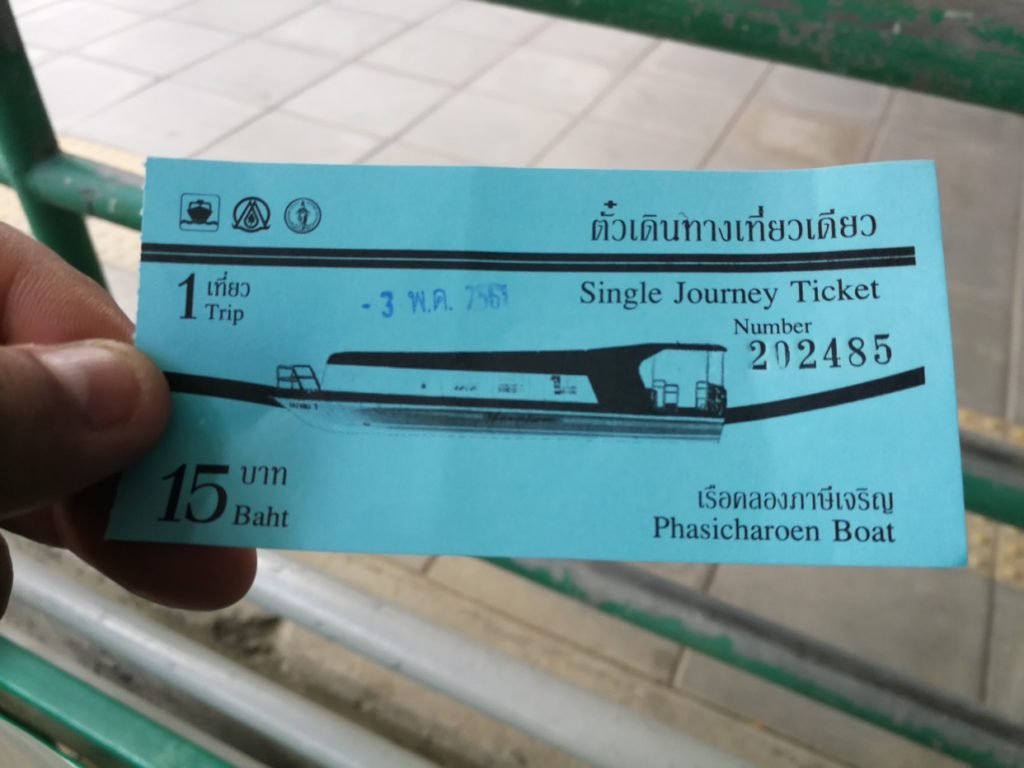 ตั๋วเดินทางเที่ยวเดียว
1 เที่ยว
Trip
- 3 พ.ค.
Single Journey Ticket
Number
202485
15 บาท
Baht
เรือคลองภาษีเจริญ
Phasicharoen Boat